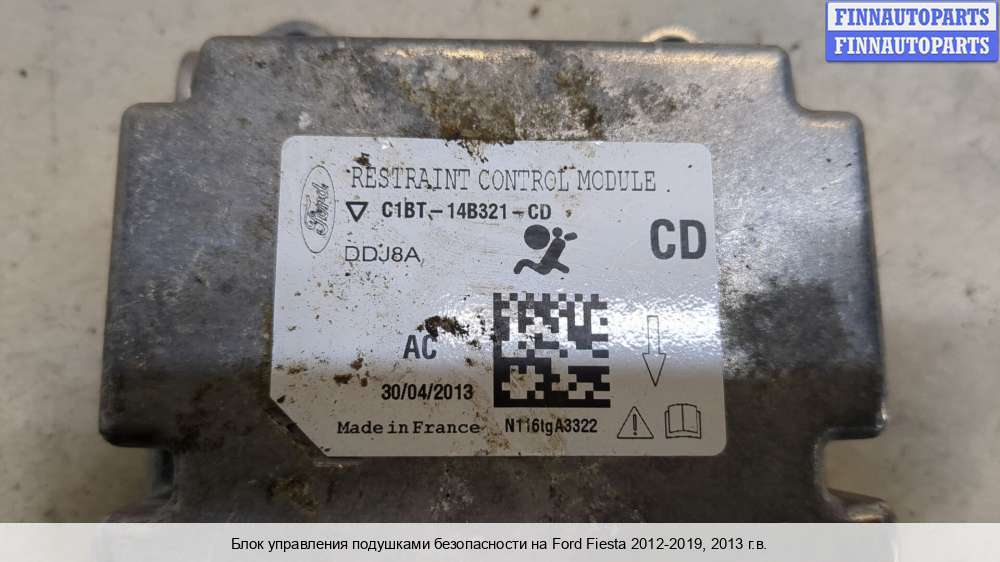 FINNAUTOPARTS
FINNAUTOPARTS
RESTRAINT CONTROL MODULE
Ford
C1BT-14B321-CD
CD
DDJ8A
AC
30/04/2013
Made in France
N116tgA3322
Блок управления подушками безопасности на Ford Fiesta 2012-2019, 2013 г.в.